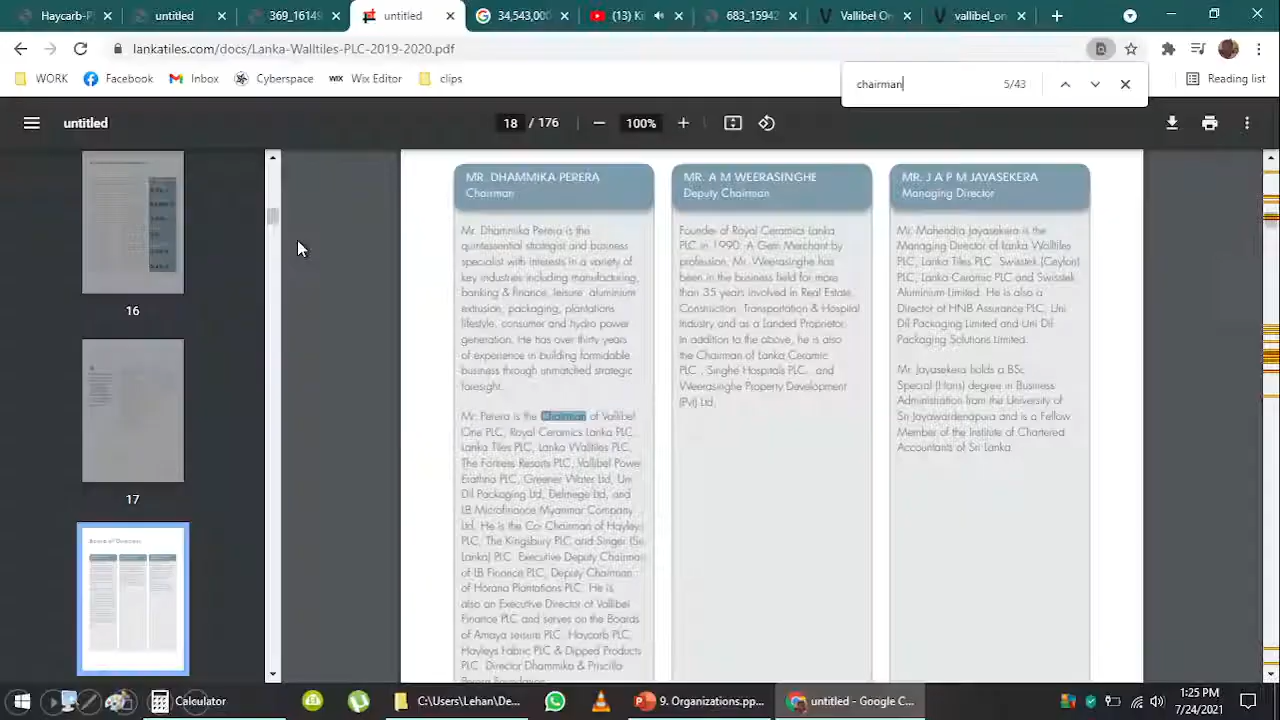 Haycarb-P
untitled
369_16149
untitled
34,543,000
(13) Ki
683_15942
Vallibel On
vallibel_on
lankatiles.com/docs/Lanka-Walltiles-PLC-2019-2020.pdf
WORK
Facebook
Inbox
Cyberspace
WIX Wix Editor
clips
Reading list
chairman 5/43
untitled
18 / 176
100%
16
17
MR. DHAMMIKA PERERA
Chairman
Mr. Dhammika Perera is the
quintessential strategist and business
specialist with interests in a variety of
key industries including manufacturing,
banking & finance, leisure, aluminium
extrusion, packaging, plantations
lifestyle, consumer and hydro power
generation. He has over thirty years
of experience in building formidable
business through unmatched strategic
foresight.
Mr. Perera is the Chairman of Vallibel
One PLC, Royal Ceramics Lanka PLC,
Lanka Tiles PLC, Lanka Walltiles PLC,
The Fortress Resorts PLC, Vallibel Power
Erathna PLC, Greener Water Ltd, Uni
Dil Packaging Ltd, Delmege Ltd, and
LB Microfinance Myanmar Company
Ltd. He is the Co Chairman of Hayleys
PLC, The Kingsbury PLC and Singer (Sri
Lanka) PLC. Executive Deputy Chairman
of LB Finance PLC, Deputy Chairman
of Horana Plantations PLC. He is
also an Executive Director of Vallibel
Finance PLC and serves on the Boards
of Amaya Leisure PLC, Haycarb PLC,
Hayleys Fabric PLC & Dipped Products
PLC. Director Dhammika & Priscilla
Perera Foundation.
MR. A M WEERASINGHE
Deputy Chairman
Founder of Royal Ceramics Lanka
PLC in 1990. A Gem Merchant by
profession, Mr. Weerasinghe has
been in the business field for more
than 35 years involved in Real Estate,
Construction, Transportation & Hospital
Industry and as a Landed Proprietor.
In addition to the above, he is also
the Chairman of Lanka Ceramic
PLC., Singhe Hospitals PLC., and
Weerasinghe Property Development
(Pvt) Ltd.
MR. J A P M JAYASEKERA
Managing Director
Mr. Mahendra Jayasekera is the
Managing Director of Lanka Walltiles
PLC, Lanka Tiles PLC, Swisstek (Ceylon)
PLC, Lanka Ceramic PLC and Swisstek
Aluminium Limited. He is also a
Director of HNB Assurance PLC, Uni
Dil Packaging Limited and Uni Dil
Packaging Solutions Limited.
Mr. Jayasekera holds a BSc
Special (Hons) degree in Business
Administration from the University of
Sri Jayawardenapura and is a Fellow
Member of the Institute of Chartered
Accountants of Sri Lanka
Calculator
C:\Users\Lehan\De...
9. Organizations.pp...
untitled - Google C...
1:25 PM
7/24/2021